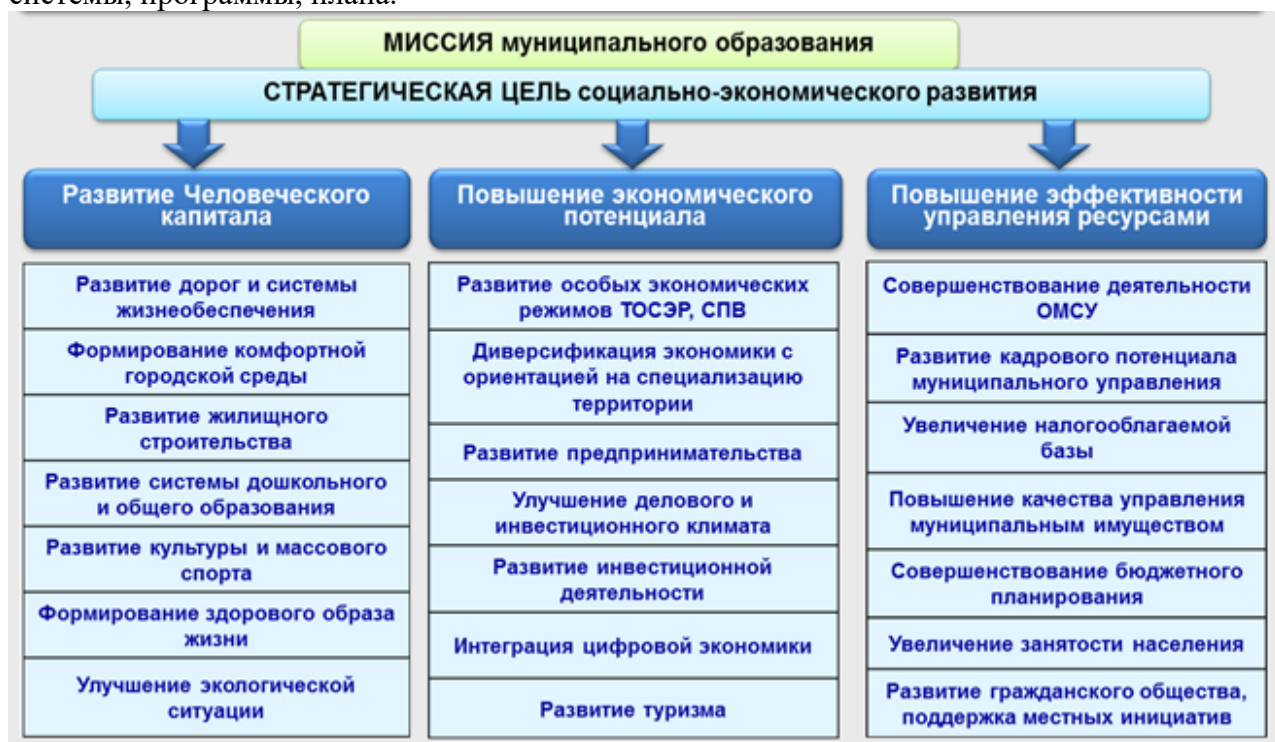 системы, программы, плана.
МИССИЯ муниципального образования
СТРАТЕГИЧЕСКАЯ ЦЕЛЬ социально-экономического развития
Развитие Человеческого
капитала
Развитие дорог и системы
жизнеобеспечения
Формирование комфортной
городской среды
Развитие жилищного
строительства
Развитие системы дошкольного
и общего образования
Развитие культуры и массового
спорта
Формирование здорового образа
жизни
Улучшение экологической
ситуации
Повышение экономического
потенциала
Развитие особых экономических
режимов ТОСЭР, СПВ
Диверсификация экономики с
ориентацией на специализацию
территории
Развитие предпринимательства
Улучшение делового и
инвестиционного климата
Развитие инвестиционной
деятельности
Интеграция цифровой экономики
Развитие туризма
Повышение эффективности
управления ресурсами
Совершенствование деятельности
ОМСУ
Развитие кадрового потенциала
муниципального управления
Увеличение налогооблагаемой
базы
Повышение качества управления
муниципальным имуществом
Совершенствование бюджетного
планирования
Увеличение занятости населения
Развитие гражданского общества,
поддержка местных инициатив